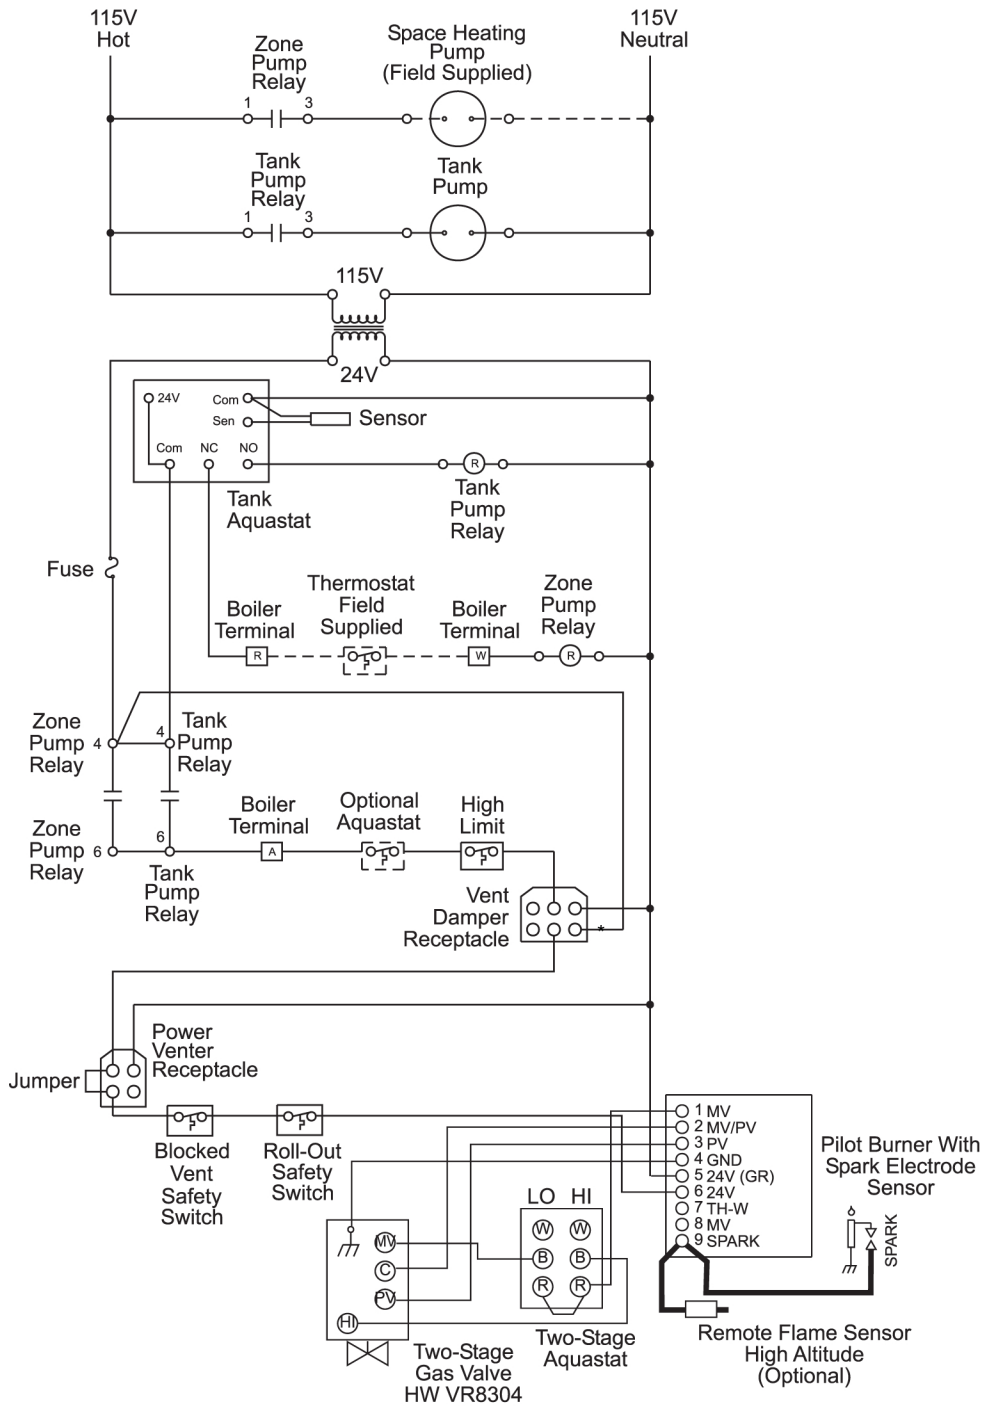 115V
Hot
115V
Neutral
Zone
Pump
Relay
1
3
Space Heating
Pump
(Field Supplied)
Tank
Pump
Relay
1
3
Tank
Pump
115V
24V
24V
Com
Sen
Com
NC
NO
Sensor
Tank
Aquastat
R
Tank
Pump
Relay
Fuse
Boiler
Terminal
R
Thermostat
Field
Supplied
Boiler
Terminal
W
Zone
Pump
Relay
R
Zone
Pump
Relay
4
4
Tank
Pump
Relay
Zone
Pump
Relay
6
6
Tank
Pump
Relay
Boiler
Terminal
A
Optional
Aquastat
High
Limit
Vent
Damper
Receptacle
*
Power
Venter
Receptacle
Jumper
Blocked
Vent
Safety
Switch
Roll-Out
Safety
Switch
1 MV
2 MV/PV
3 PV
4 GND
5 24V (GR)
6 24V
7 TH-W
8 MV
9 SPARK
Pilot Burner With
Spark Electrode
Sensor
SPARK
LO HI
W W
B B
R R
MV
C
PV
HI
Two-Stage
Gas Valve
HW VR8304
Two-Stage
Aquastat
Remote Flame Sensor
High Altitude
(Optional)